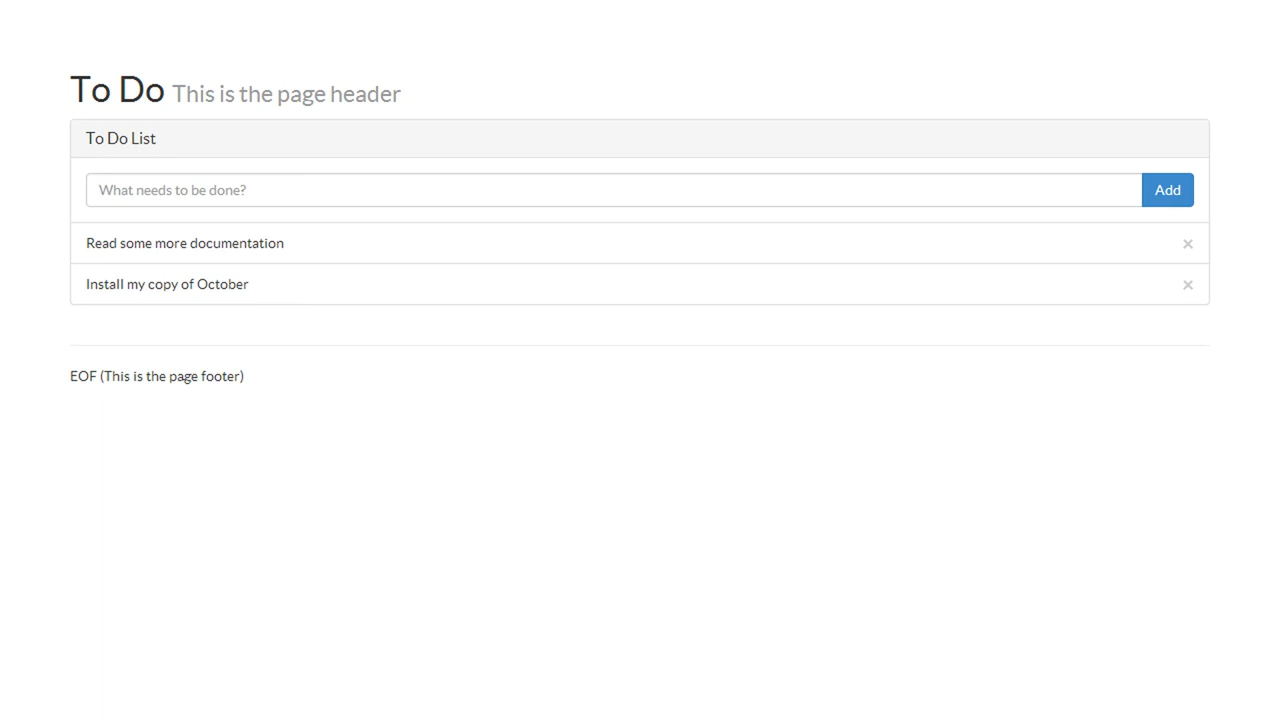 To Do This is the page header
To Do List
What needs to be done?
Add
Read some more documentation
×
Install my copy of October
×
EOF (This is the page footer)